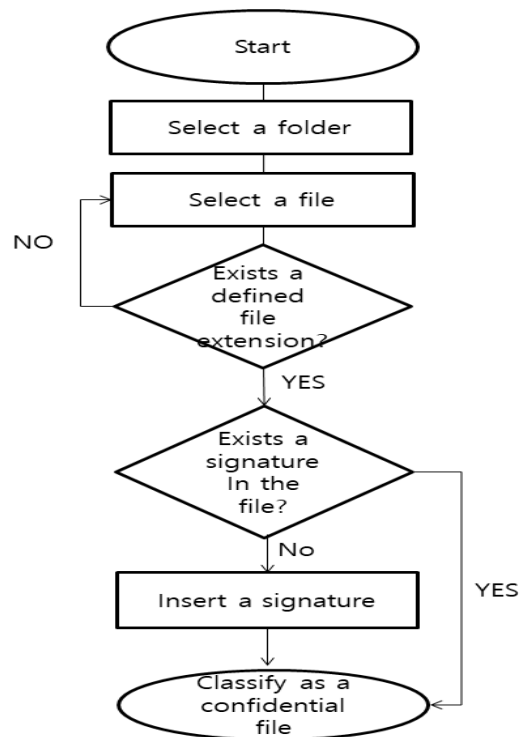 Start
Select a folder
Select a file
NO
Exists a
defined
file
extension?
YES
Exists a
signature
In the
file?
No
Insert a signature
YES
Classify as a
confidential
file